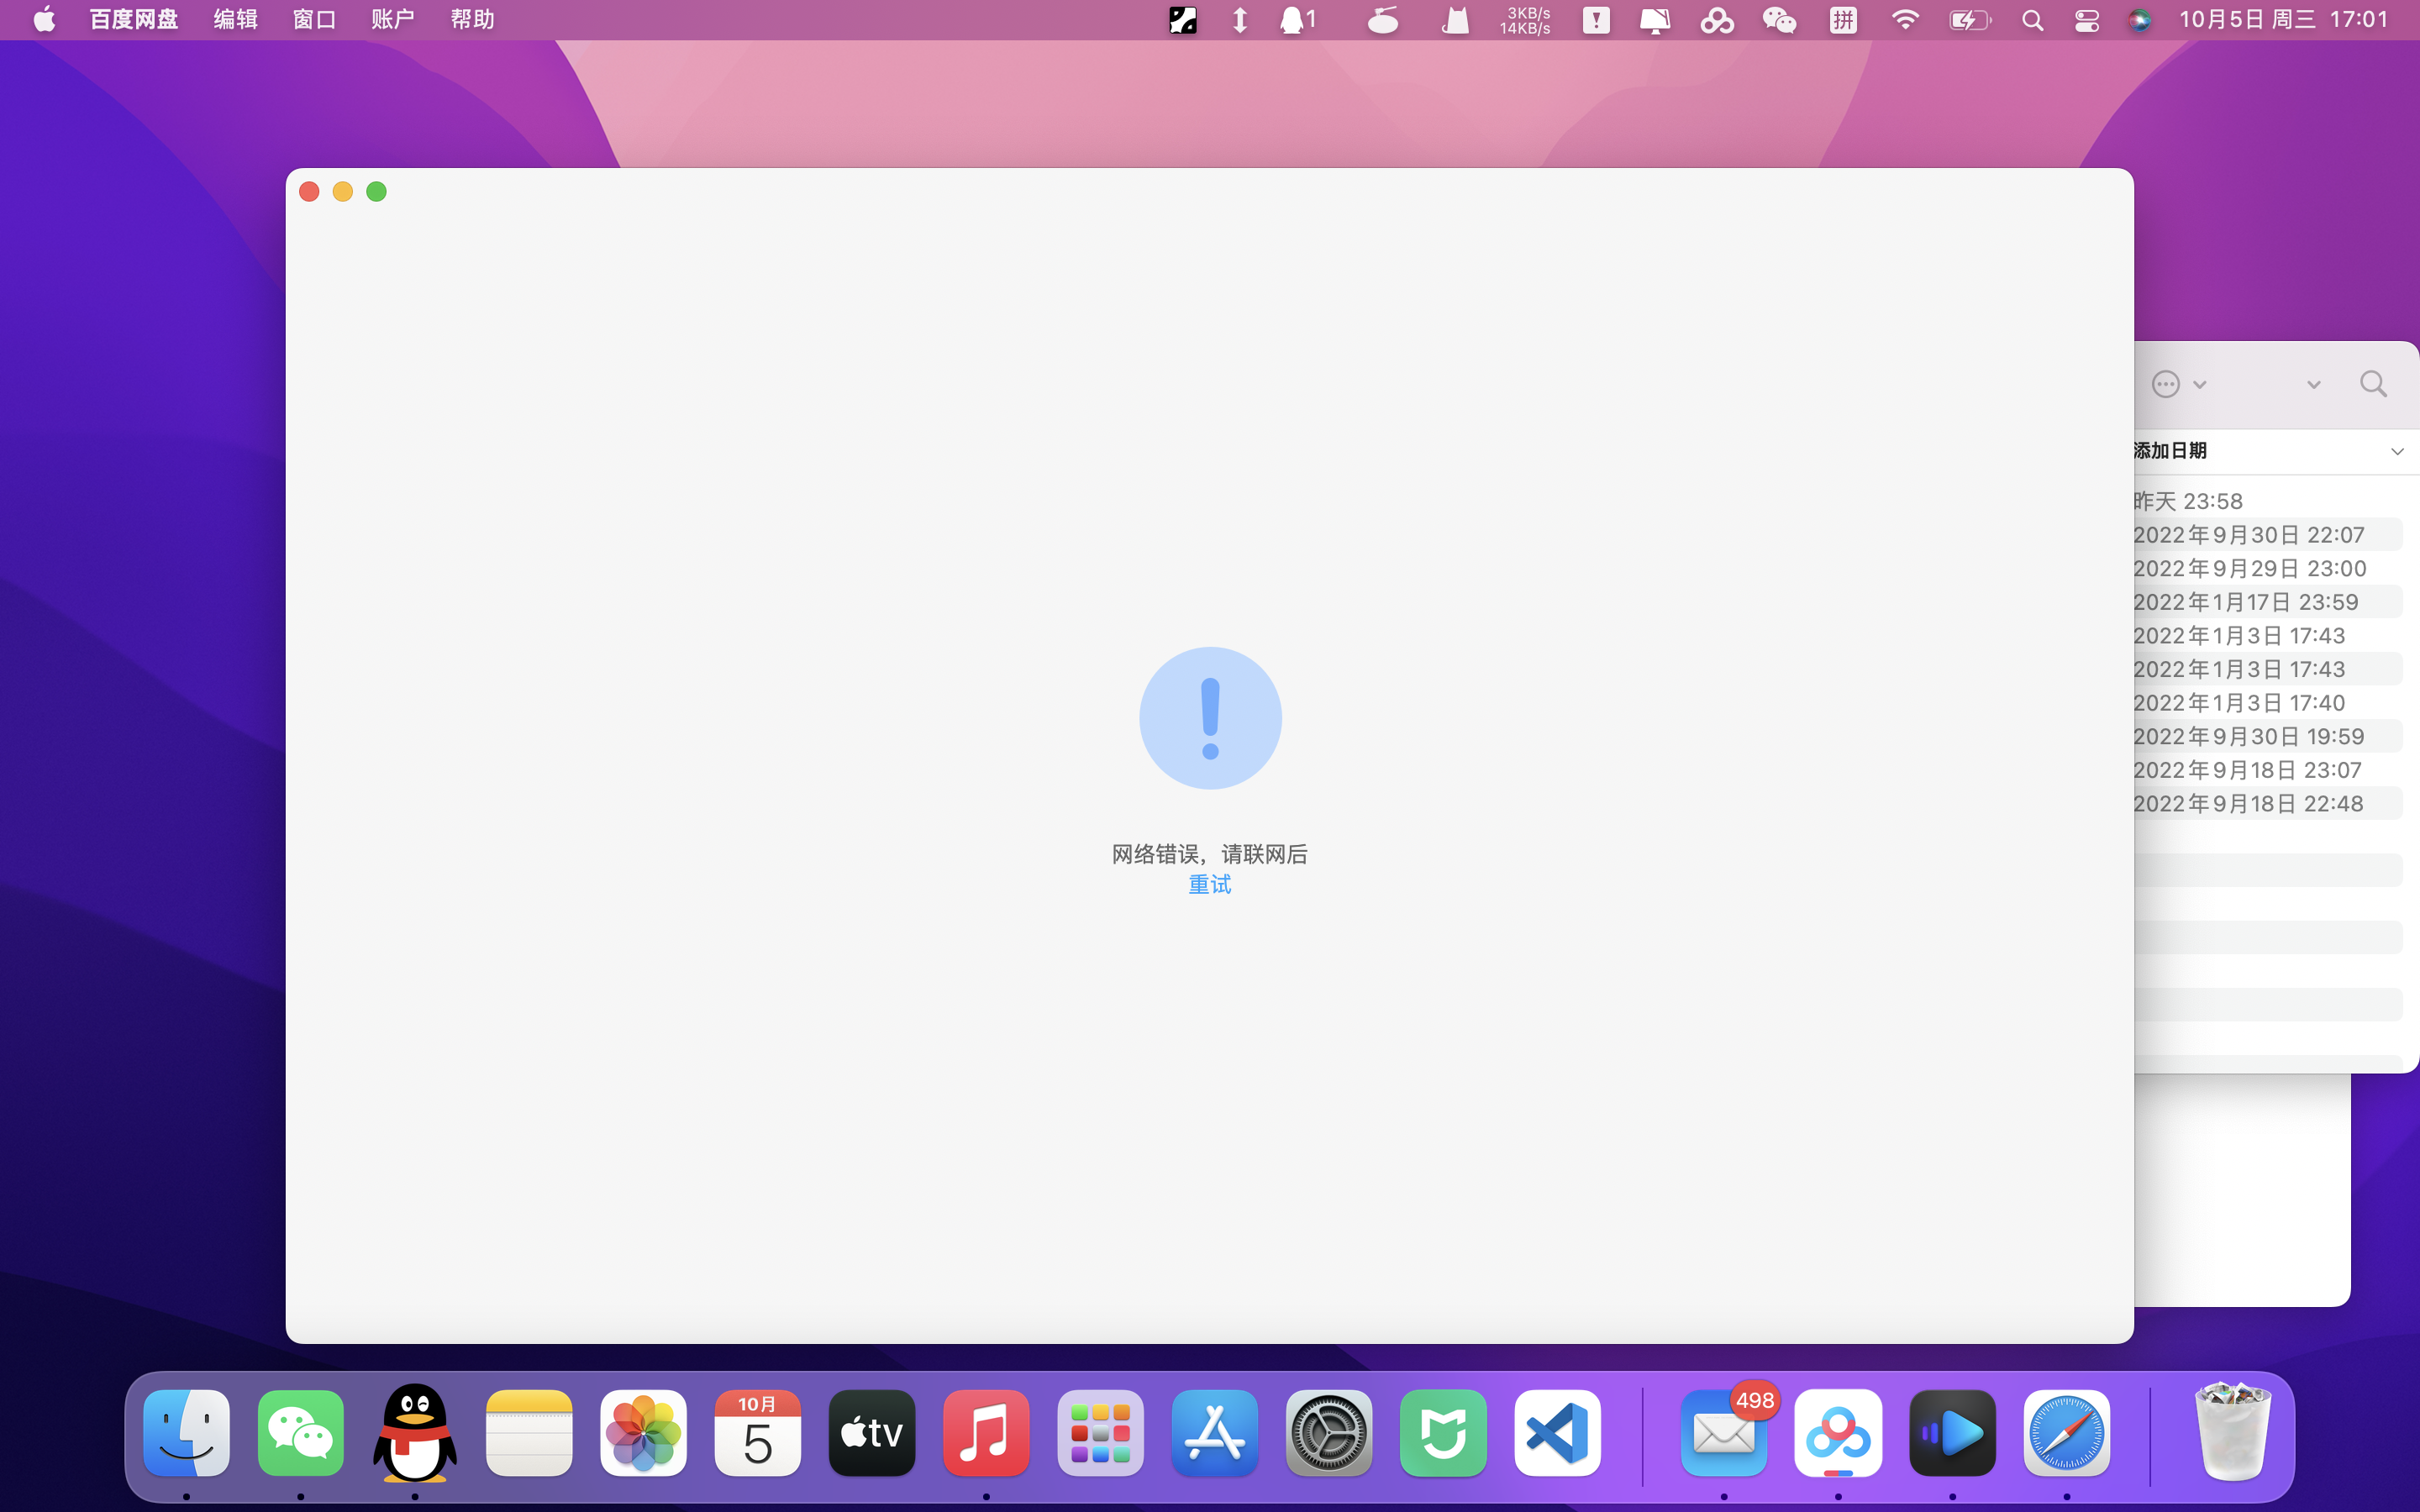 百度网盘 编辑 窗口 账户 帮助
1
3KB/s
14KB/s
拼
10月5日 周三 17:01
添加日期
昨天 23:58
2022年9月30日 22:07
2022年9月29日 23:00
2022年1月17日 23:59
2022年1月3日 17:43
2022年1月3日 17:43
2022年1月3日 17:40
2022年9月30日 19:59
2022年9月18日 23:07
2022年9月18日 22:48
网络错误，请联网后
重试
10月
5
tv
498